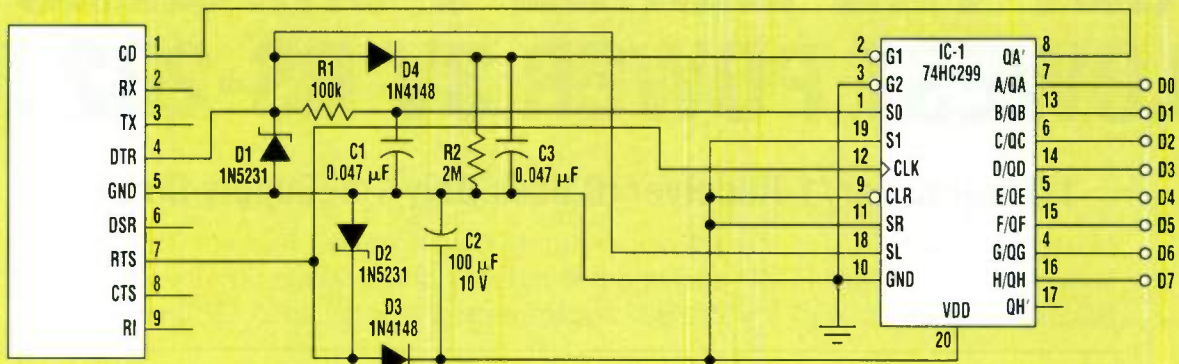 CD 1
RX 2
TX 3
DTR 4
GND 5
DSR 6
RTS 7
CTS 8
RI 9
D1
1N5231
R1
100k
D4
1N4148
C1
0.047 µF
R2
2M
C3
0.047 µF
D2
1N5231
C2
100 µF
10 V
D3
1N4148
IC-1
74HC299
2 G1
3 G2
1 S0
19 S1
12 CLK
9 CLR
11 SR
18 SL
10 GND
VDD
20
QA' 8
A/QA 7 D0
B/QB 13 D1
C/QC 6 D2
D/QD 14 D3
E/QE 5 D4
F/QF 15 D5
G/QG 4 D6
H/QH 16 D7
QH' 17